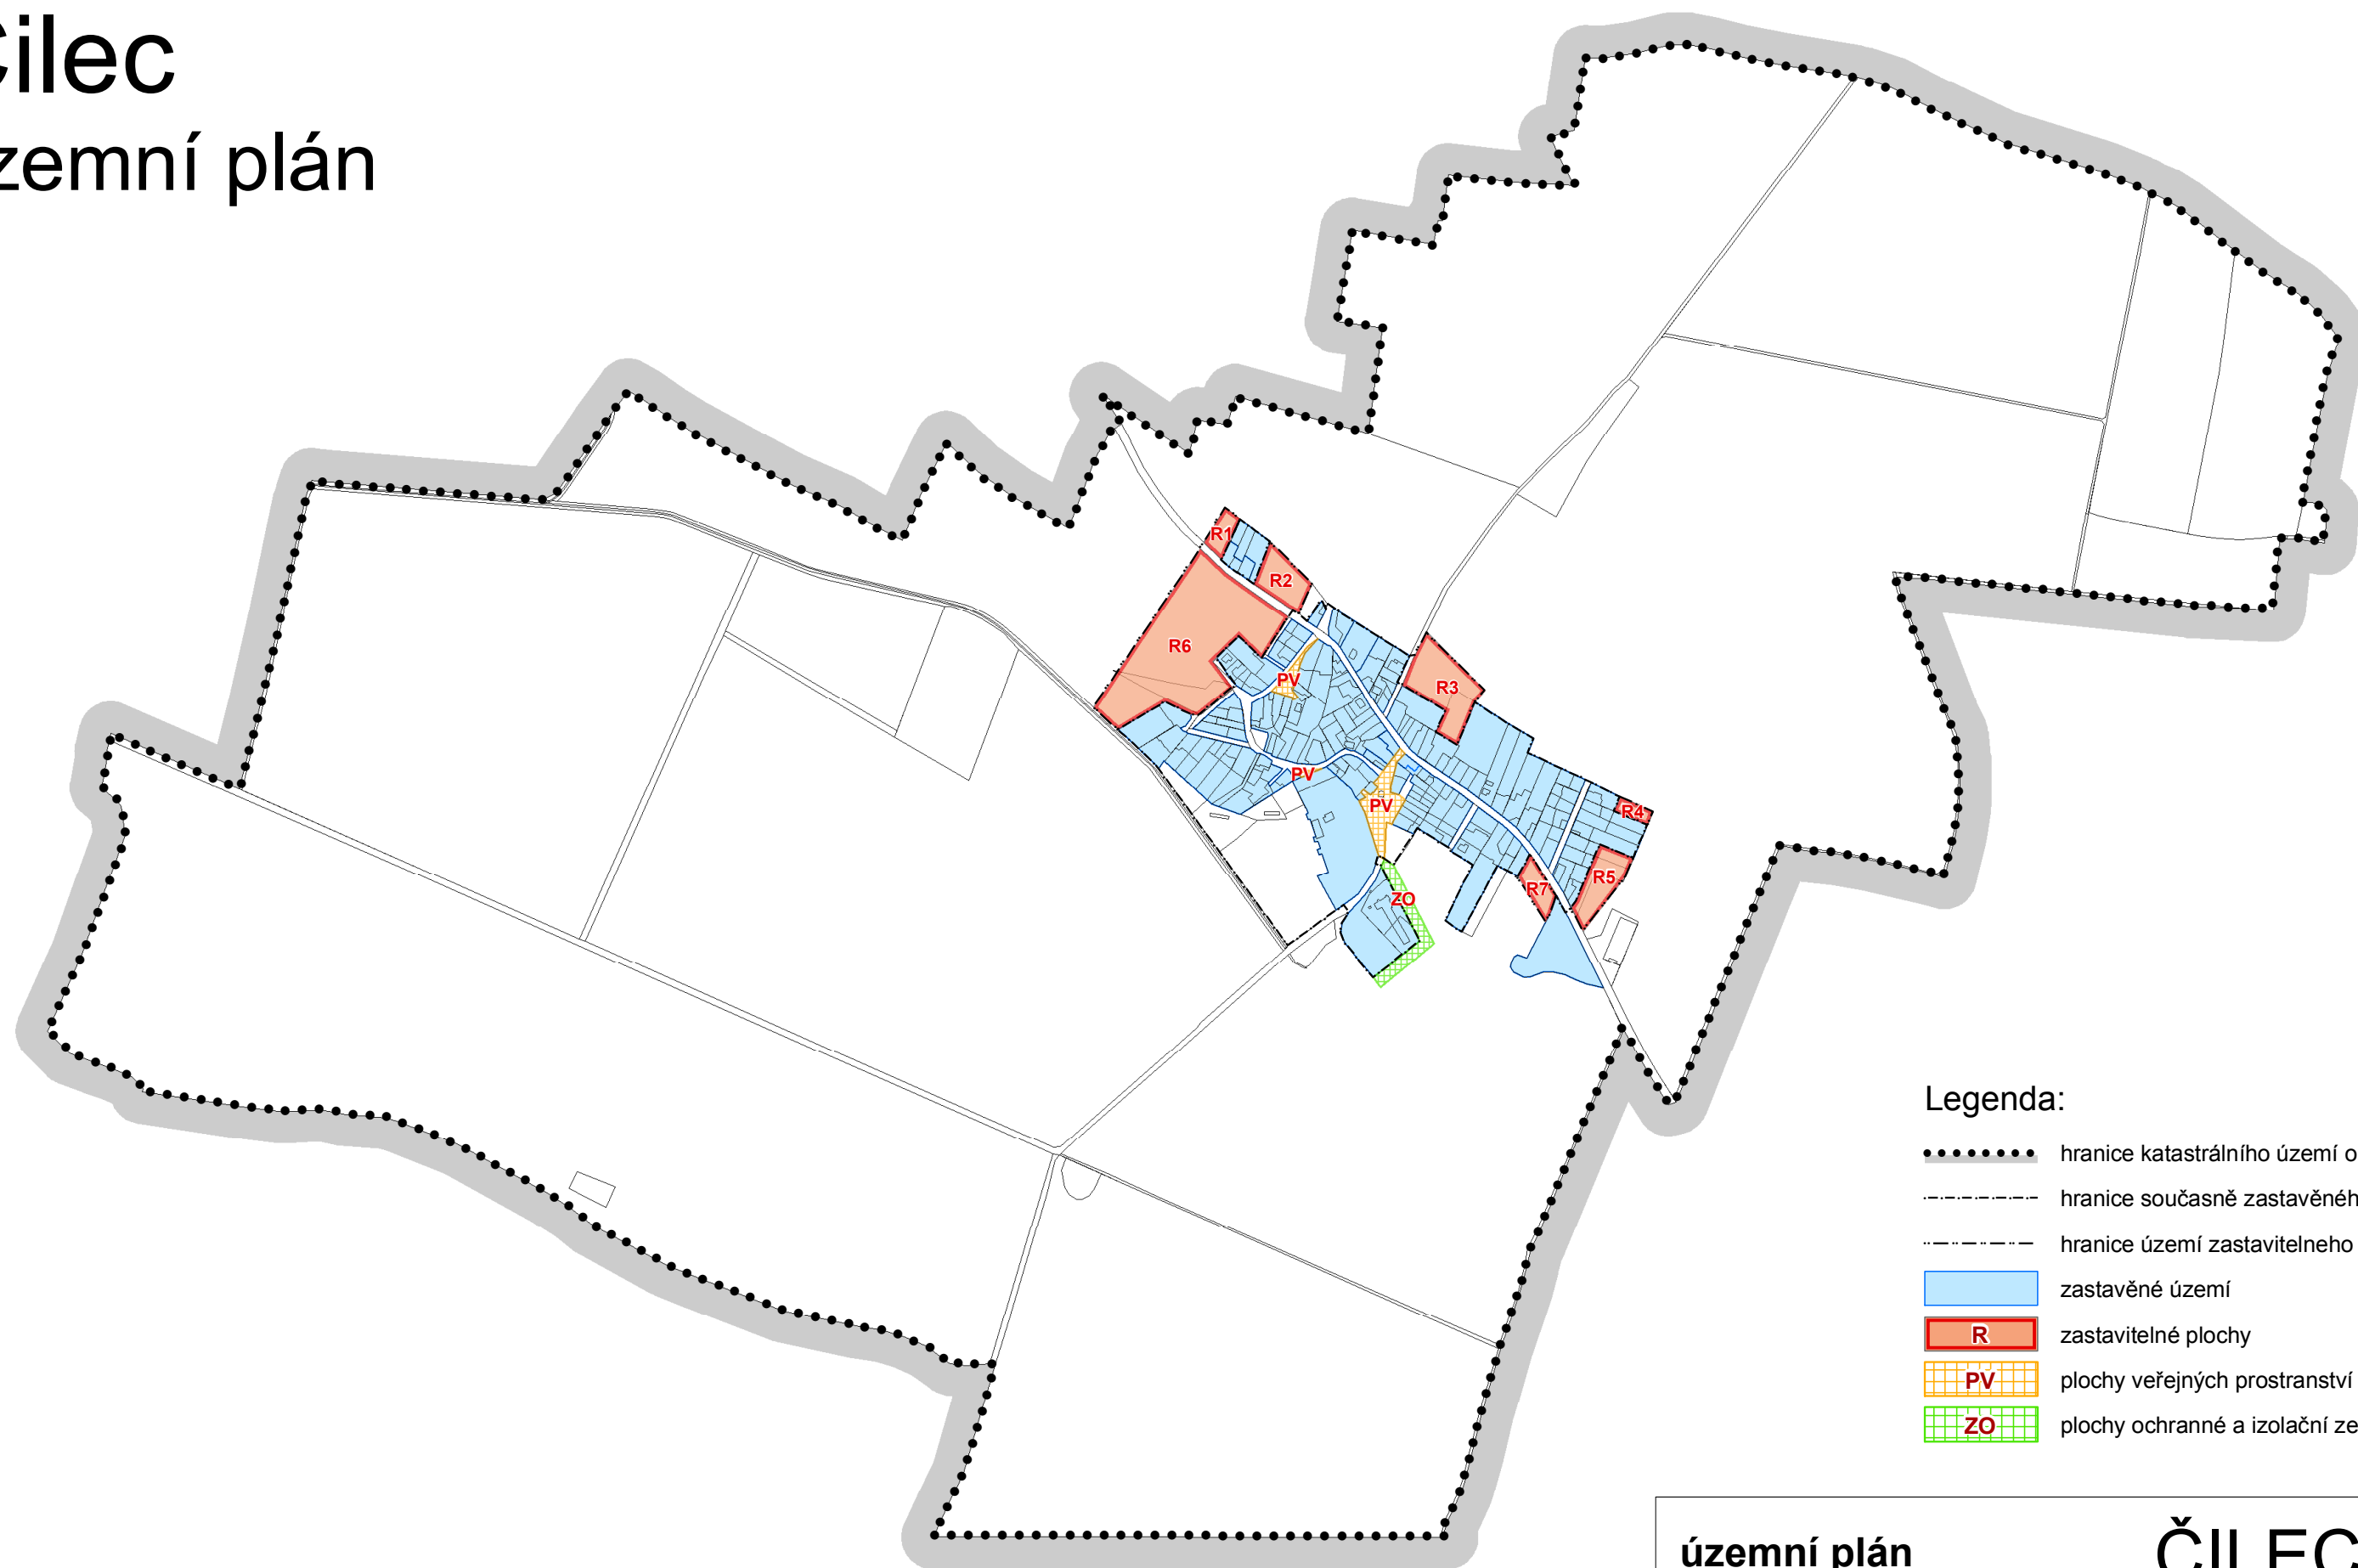 Čilec
zemní plán
R1
R2
R6
R3
PV
PV
PV
R4
R5
R7
ZO
Legenda:
hranice katastrálního území o
hranice současně zastavěnéh
hranice území zastavitelneho
zastavěné území
R zastavitelné plochy
PV plochy veřejných prostranství
ZO plochy ochranné a izolační ze
územní plán ČILEC